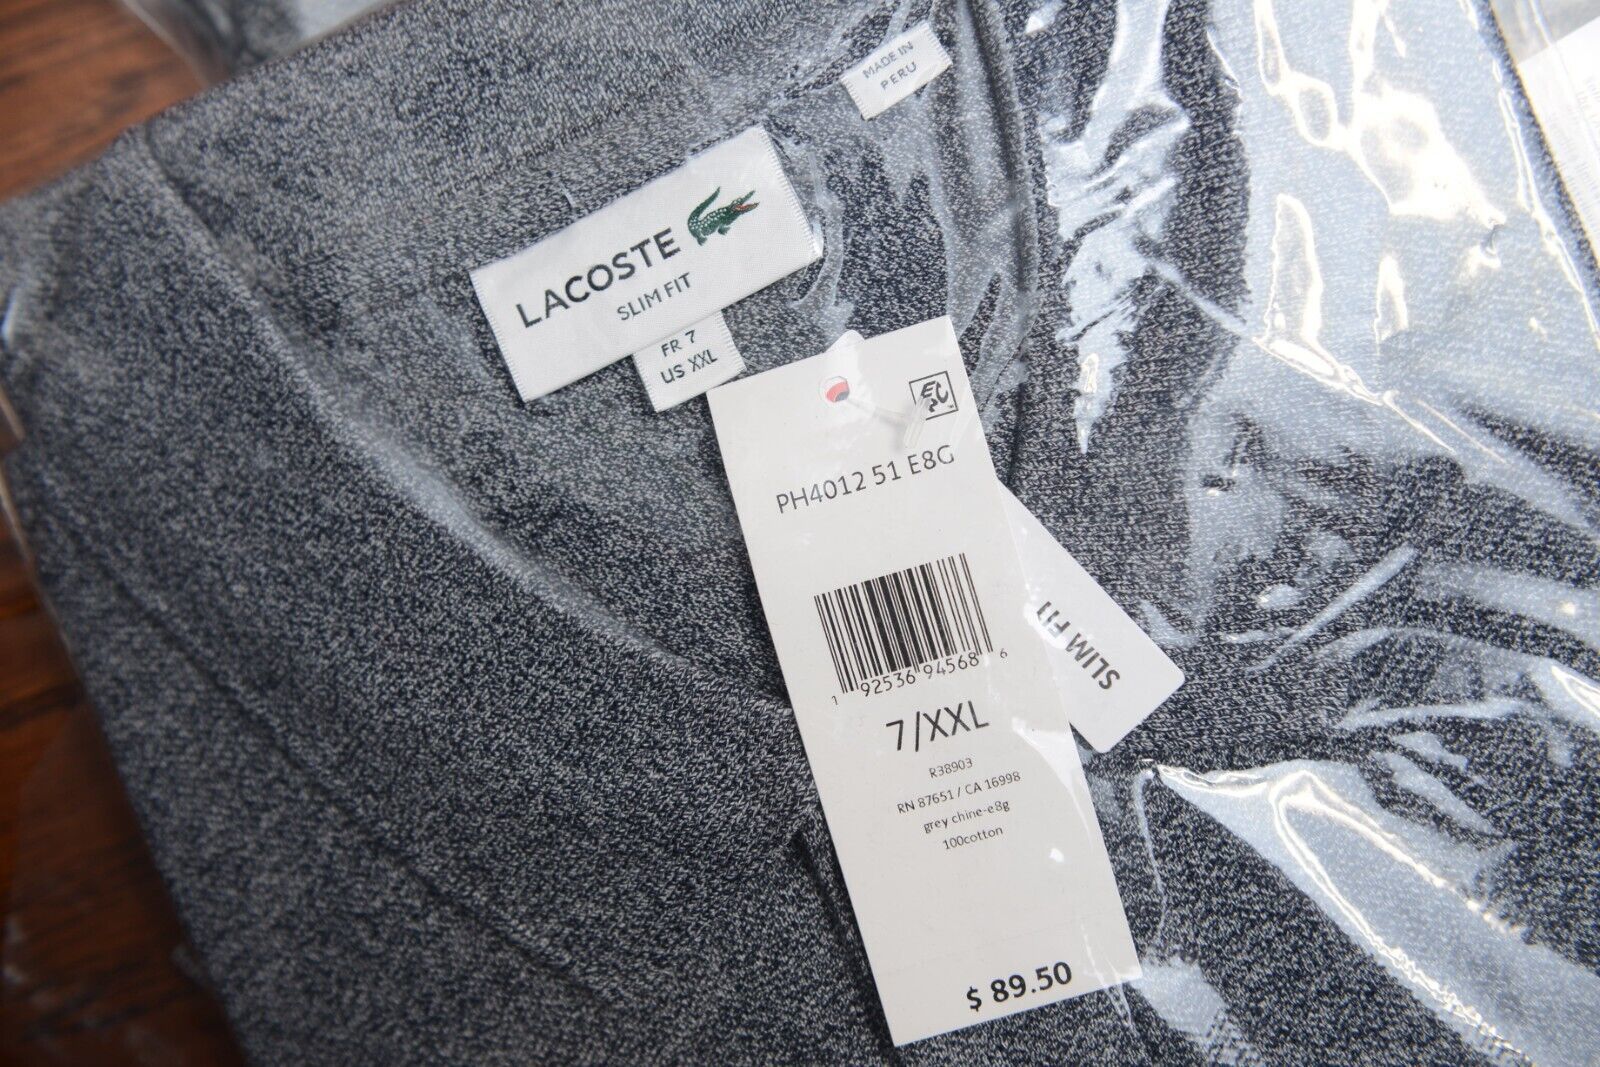 MADE IN
PERU
LACOSTE
SLIM FIT
FR 7
US XXL
EPC
PH4012 51 E8G
1 92536 94568 6
7/XXL
R38903
RN 87651 / CA 16998
grey chine-e8g
100cotton
$ 89.50
SLIM FIT